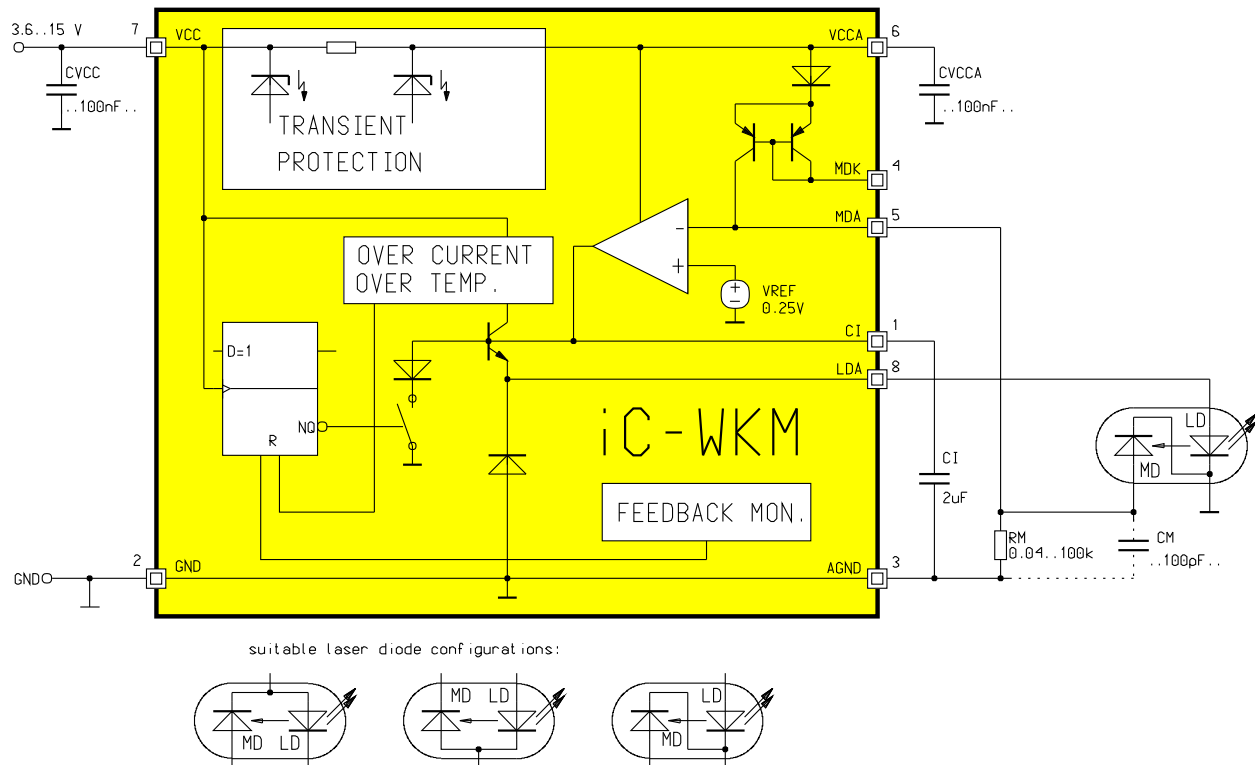 3.6..15 V
7
VCC
VCCA
6
CVCC
..100nF..
CVCCA
..100nF..
TRANSIENT
PROTECTION
MDK
4
MDA
5
OVER CURRENT
OVER TEMP.
VREF
0.25V
CI
1
LDA
8
D=1
NQ
R
iC-WKM
LD
MD
CI
2uF
FEEDBACK MON.
RM
0.04..100k
CM
..100pF..
GND
2
GND
AGND
3
suitable laser diode configurations:
MD LD
MD LD
LD
MD